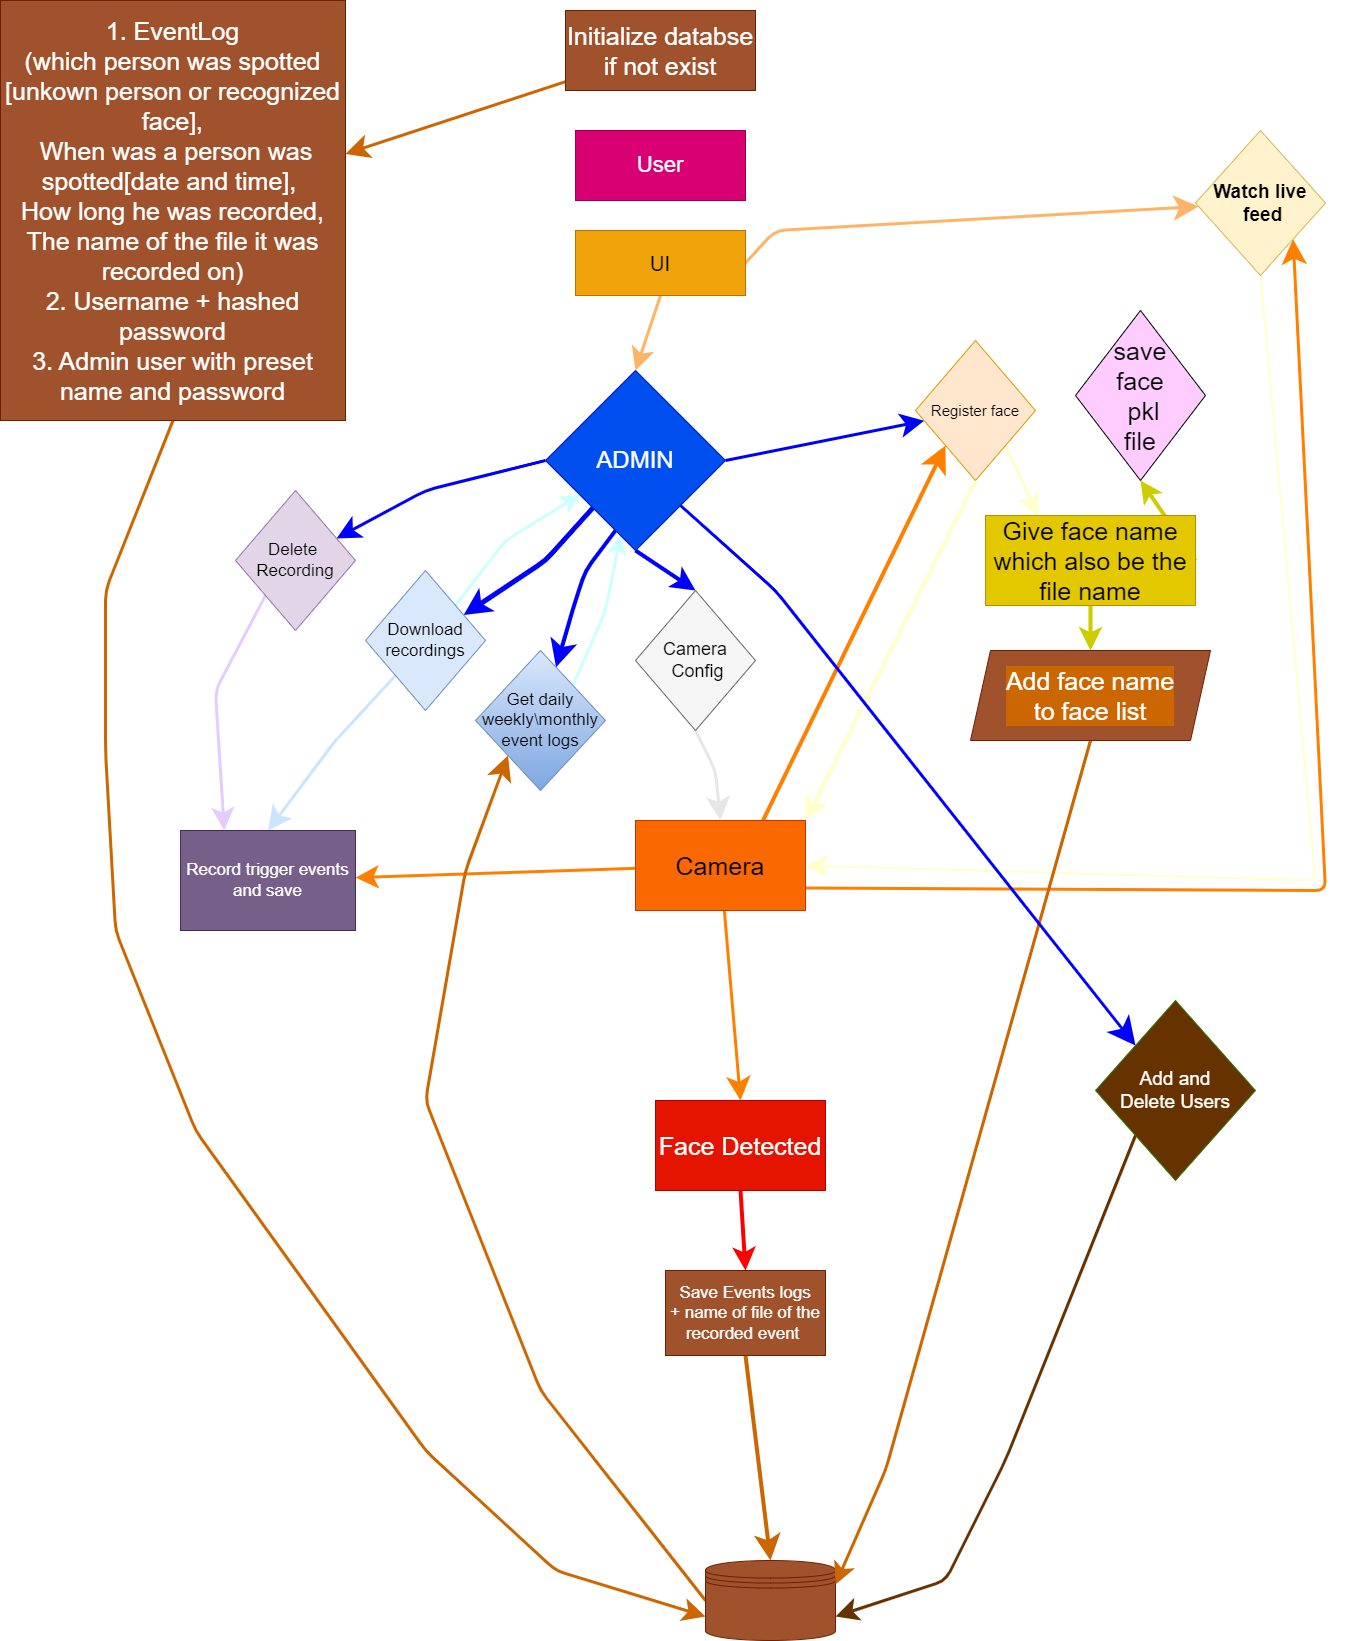 1. EventLog
(which person was spotted
[unkown person or recognized
face],
When was a person was
spotted[date and time],
How long he was recorded,
The name of the file it was
recorded on)
2. Username + hashed
password
3. Admin user with preset
name and password
Initialize databse
if not exist
User
UI
Watch live
feed
ADMIN
Register face
save
face
pkl
file
Delete
Recording
Download
recordings
Get daily
weekly\monthly
event logs
Camera
Config
Give face name
which also be the
file name
Add face name
to face list
Record trigger events
and save
Camera
Face Detected
Add and
Delete Users
Save Events logs
+ name of file of the
recorded event